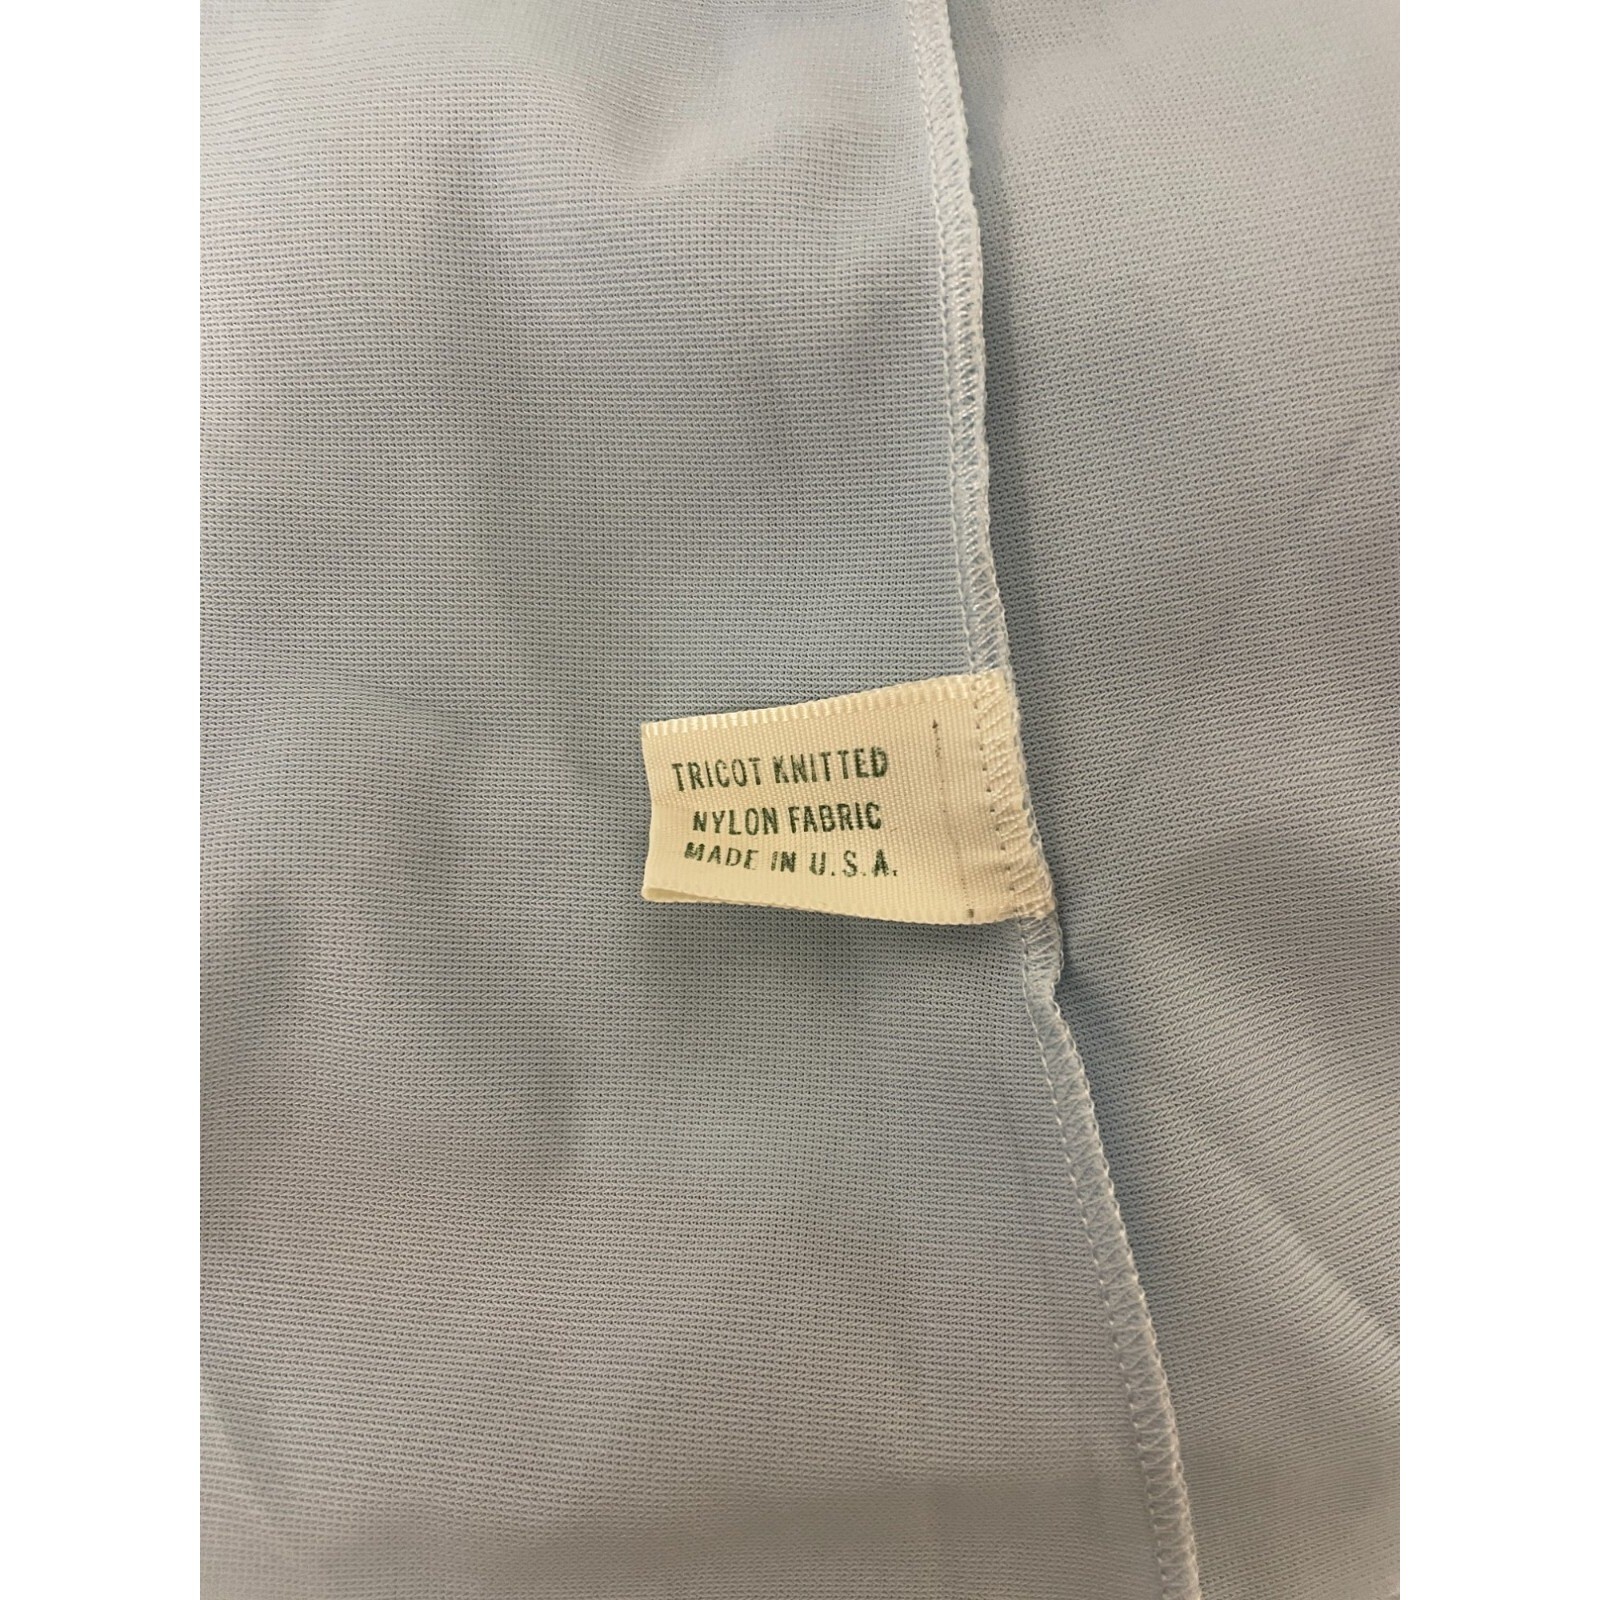 TRICOT KNITTED
NYLON FABRIC
MADE IN U.S.A.